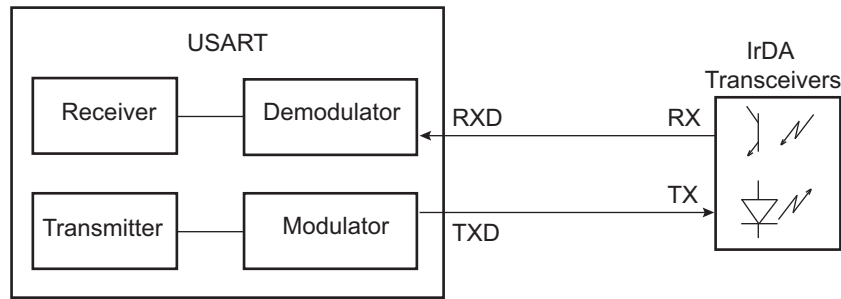 USART
IrDA
Transceivers
Receiver
Demodulator
RXD
RX
Transmitter
Modulator
TXD
TX